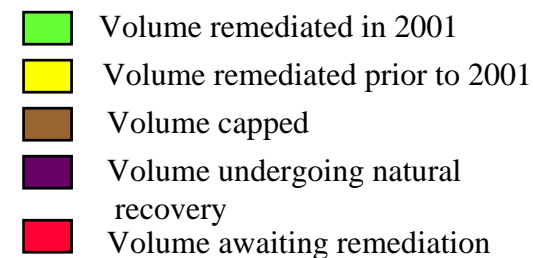 Volume remediated in 2001
Volume remediated prior to 2001
Volume capped
Volume undergoing natural
recovery
Volume awaiting remediation